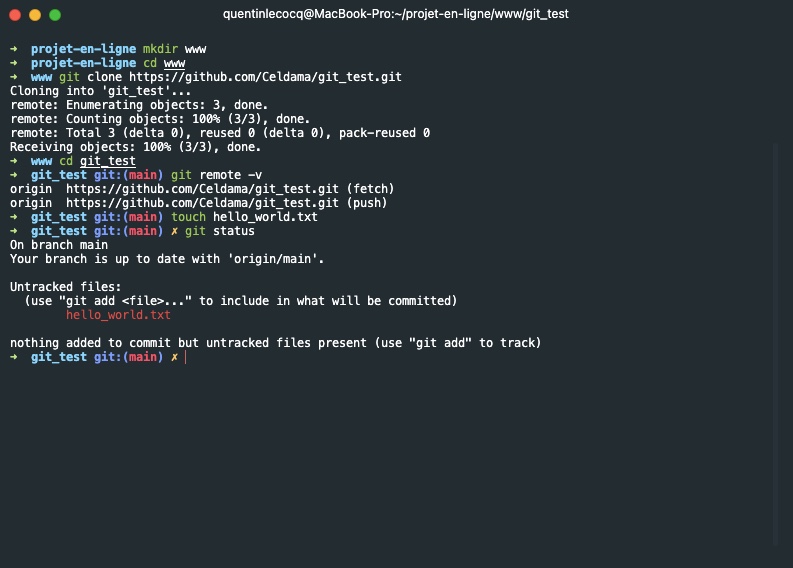 quentinlecocq@MacBook-Pro:~/projet-en-ligne/www/git_test
➜  projet-en-ligne mkdir www
➜  projet-en-ligne cd www
➜  www git clone https://github.com/Celdama/git_test.git
Cloning into 'git_test'...
remote: Enumerating objects: 3, done.
remote: Counting objects: 100% (3/3), done.
remote: Total 3 (delta 0), reused 0 (delta 0), pack-reused 0
Receiving objects: 100% (3/3), done.
➜  www cd git_test
➜  git_test git:(main) git remote -v
origin  https://github.com/Celdama/git_test.git (fetch)
origin  https://github.com/Celdama/git_test.git (push)
➜  git_test git:(main) touch hello_world.txt
➜  git_test git:(main) ✗ git status
On branch main
Your branch is up to date with 'origin/main'.
Untracked files:
  (use "git add <file>..." to include in what will be committed)
        hello_world.txt
nothing added to commit but untracked files present (use "git add" to track)
➜  git_test git:(main) ✗